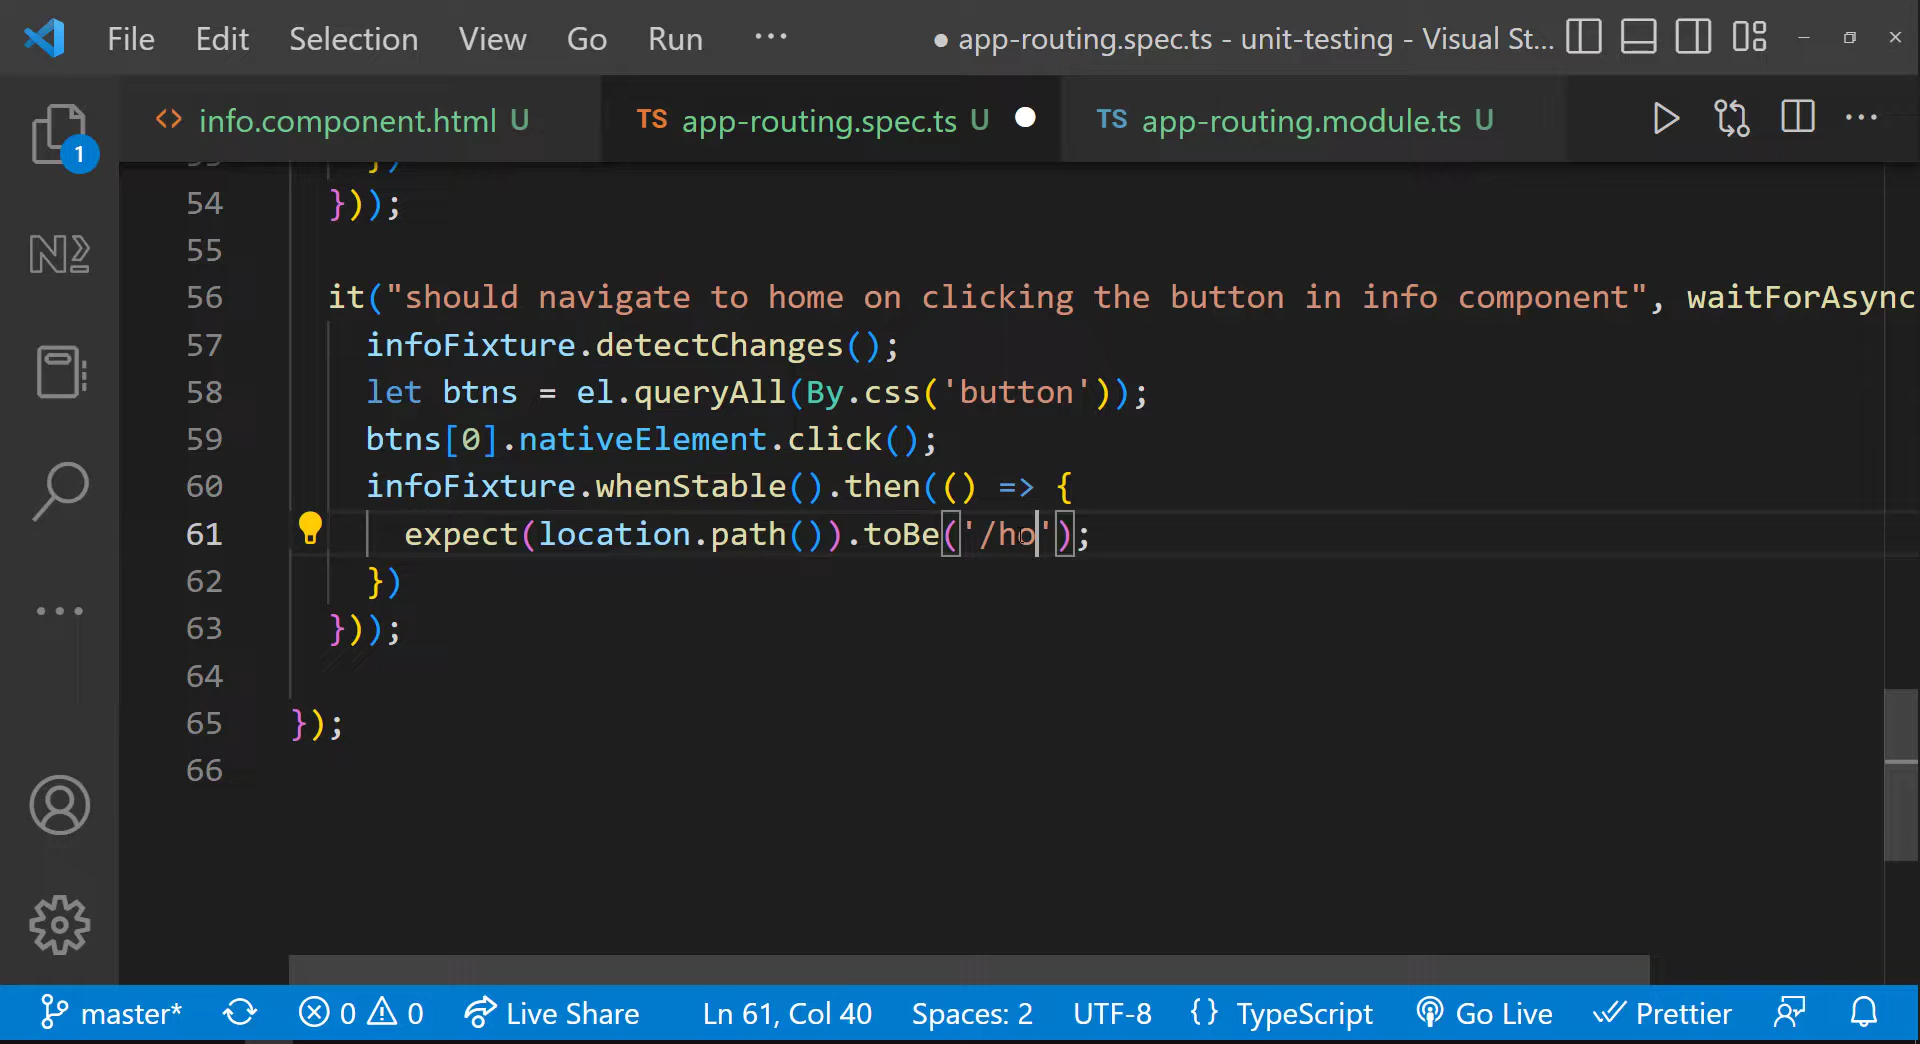 File Edit Selection View Go Run ··· ● app-routing.spec.ts - unit-testing - Visual St...
<> info.component.html U TS app-routing.spec.ts U ● TS app-routing.module.ts U ···
1
54 }));
55
56 it("should navigate to home on clicking the button in info component", waitForAsync
57 infoFixture.detectChanges();
58 let btns = el.queryAll(By.css('button'));
59 btns[0].nativeElement.click();
60 infoFixture.whenStable().then(() => {
61 expect(location.path()).toBe('/ho');
62 })
63 }));
64
65 });
66
master* 0 0 Live Share Ln 61, Col 40 Spaces: 2 UTF-8 {} TypeScript Go Live Prettier